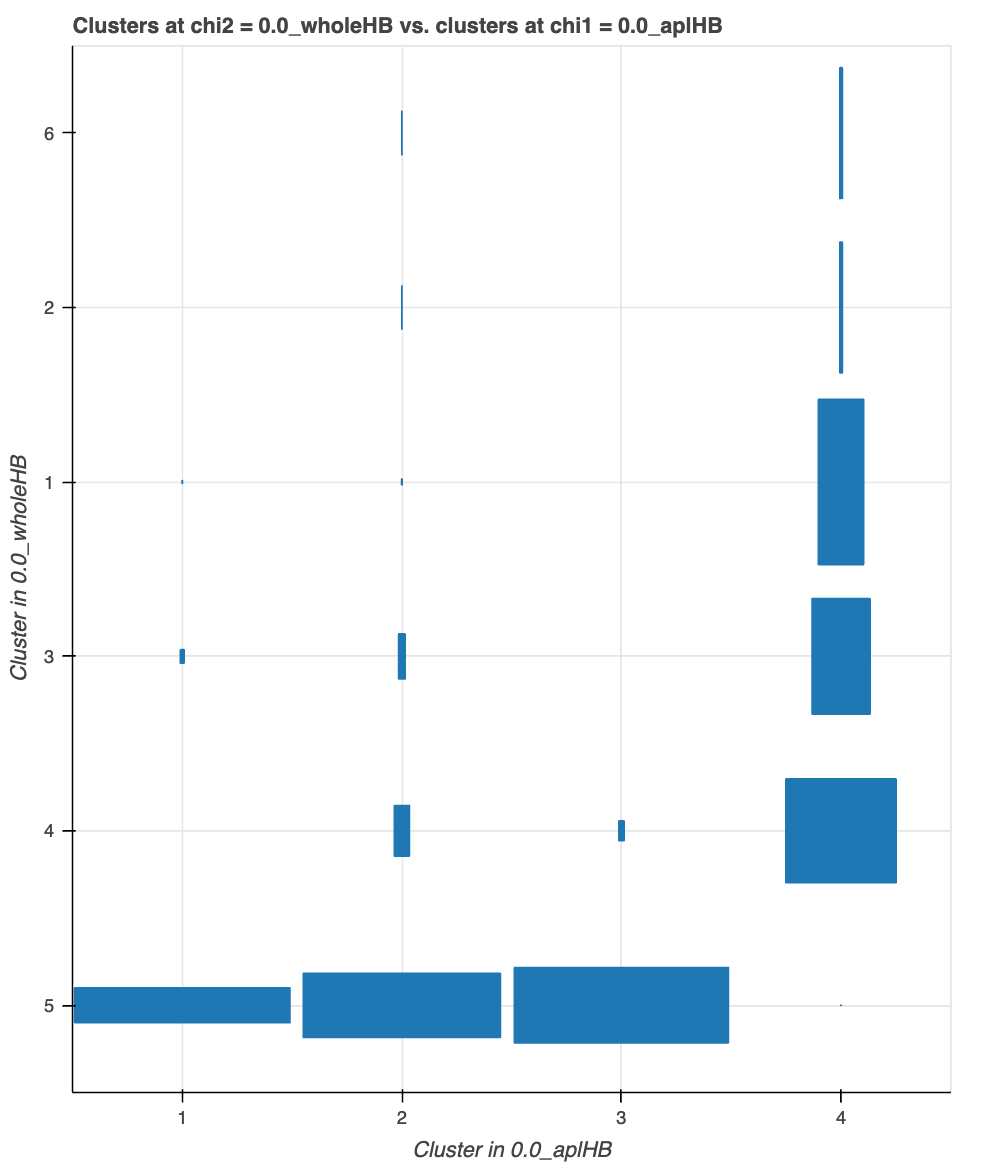 Clusters at chi2 = 0.0_wholeHB vs. clusters at chi1 = 0.0_aplHB
Cluster in 0.0_wholeHB
6
2
1
3
4
5
1 2 3 4
Cluster in 0.0_aplHB